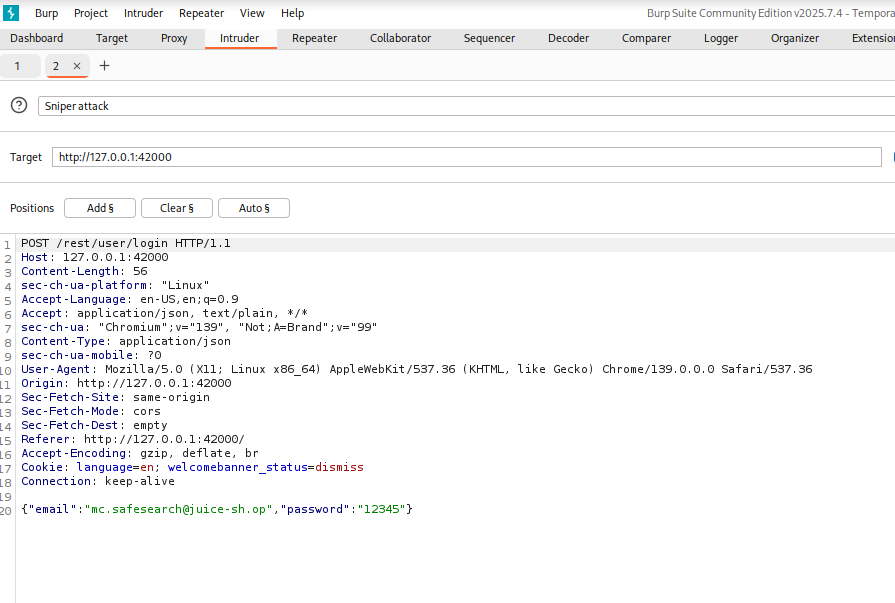 Burp Project Intruder Repeater View Help Burp Suite Community Edition v2025.7.4 - Tempora
Dashboard Target Proxy Intruder Repeater Collaborator Sequencer Decoder Comparer Logger Organizer Extension
1 2 × +
? Sniper attack
Target http://127.0.0.1:42000
Positions Add § Clear § Auto §
1 POST /rest/user/login HTTP/1.1
2 Host: 127.0.0.1:42000
3 Content-Length: 56
4 sec-ch-ua-platform: "Linux"
5 Accept-Language: en-US,en;q=0.9
6 Accept: application/json, text/plain, */*
7 sec-ch-ua: "Chromium";v="139", "Not;A=Brand";v="99"
8 Content-Type: application/json
9 sec-ch-ua-mobile: ?0
10 User-Agent: Mozilla/5.0 (X11; Linux x86_64) AppleWebKit/537.36 (KHTML, like Gecko) Chrome/139.0.0.0 Safari/537.36
11 Origin: http://127.0.0.1:42000
12 Sec-Fetch-Site: same-origin
13 Sec-Fetch-Mode: cors
14 Sec-Fetch-Dest: empty
15 Referer: http://127.0.0.1:42000/
16 Accept-Encoding: gzip, deflate, br
17 Cookie: language=en; welcomebanner_status=dismiss
18 Connection: keep-alive
19
20 {"email":"mc.safesearch@juice-sh.op","password":"12345"}